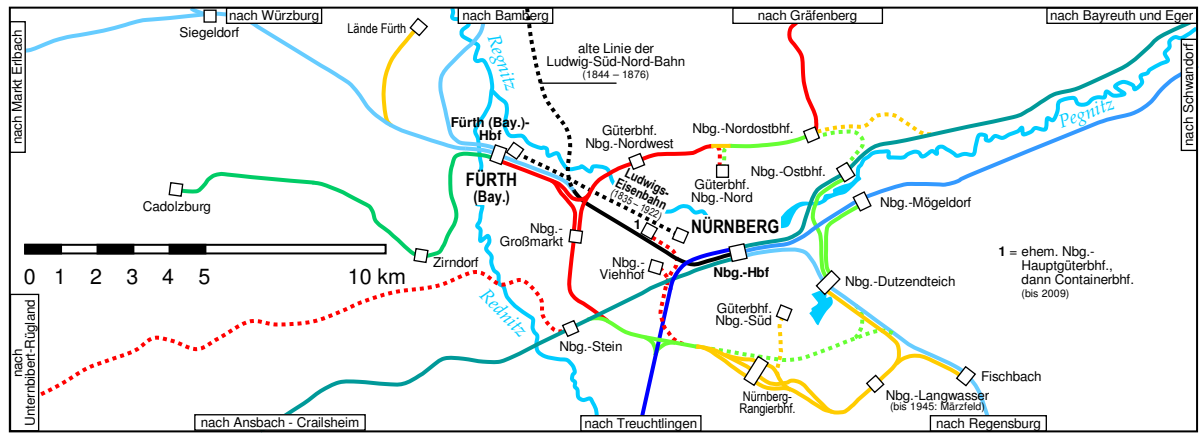 nach Würzburg
nach Bamberg
nach Gräfenberg
nach Bayreuth und Eger
Siegelsdorf
Lände Fürth
Regnitz
alte Linie der
Ludwig-Süd-Nord-Bahn
(1844 – 1876)
nach Markt Erlbach
nach Schwandorf
Pegnitz
Fürth (Bay.)-
Hbf
Güterbhf.
Nbg.-Nordwest
Nbg.-Nordostbhf.
FÜRTH
(Bay.)
Ludwigs-
Eisenbahn
(1835 – 1922)
Güterbhf.
Nbg.-Nord
Nbg.-Ostbhf.
Cadolzburg
Nbg.-Mögeldorf
1
NÜRNBERG
Nbg.-
Großmarkt
0 1 2 3 4 5 10 km
Zirndorf
Nbg.-
Viehhof
Nbg.-Hbf
1 = ehem. Nbg.-
Hauptgüterbhf.,
dann Containerbhf.
(bis 2009)
Nbg.-Dutzendteich
Rednitz
Güterbhf.
Nbg.-Süd
nach
Unternbibert-Rügland
Nbg.-Stein
Fischbach
Nürnberg-
Rangierbhf.
Nbg.-Langwasser
(bis 1945: Märzfeld)
nach Ansbach - Crailsheim
nach Treuchtlingen
nach Regensburg